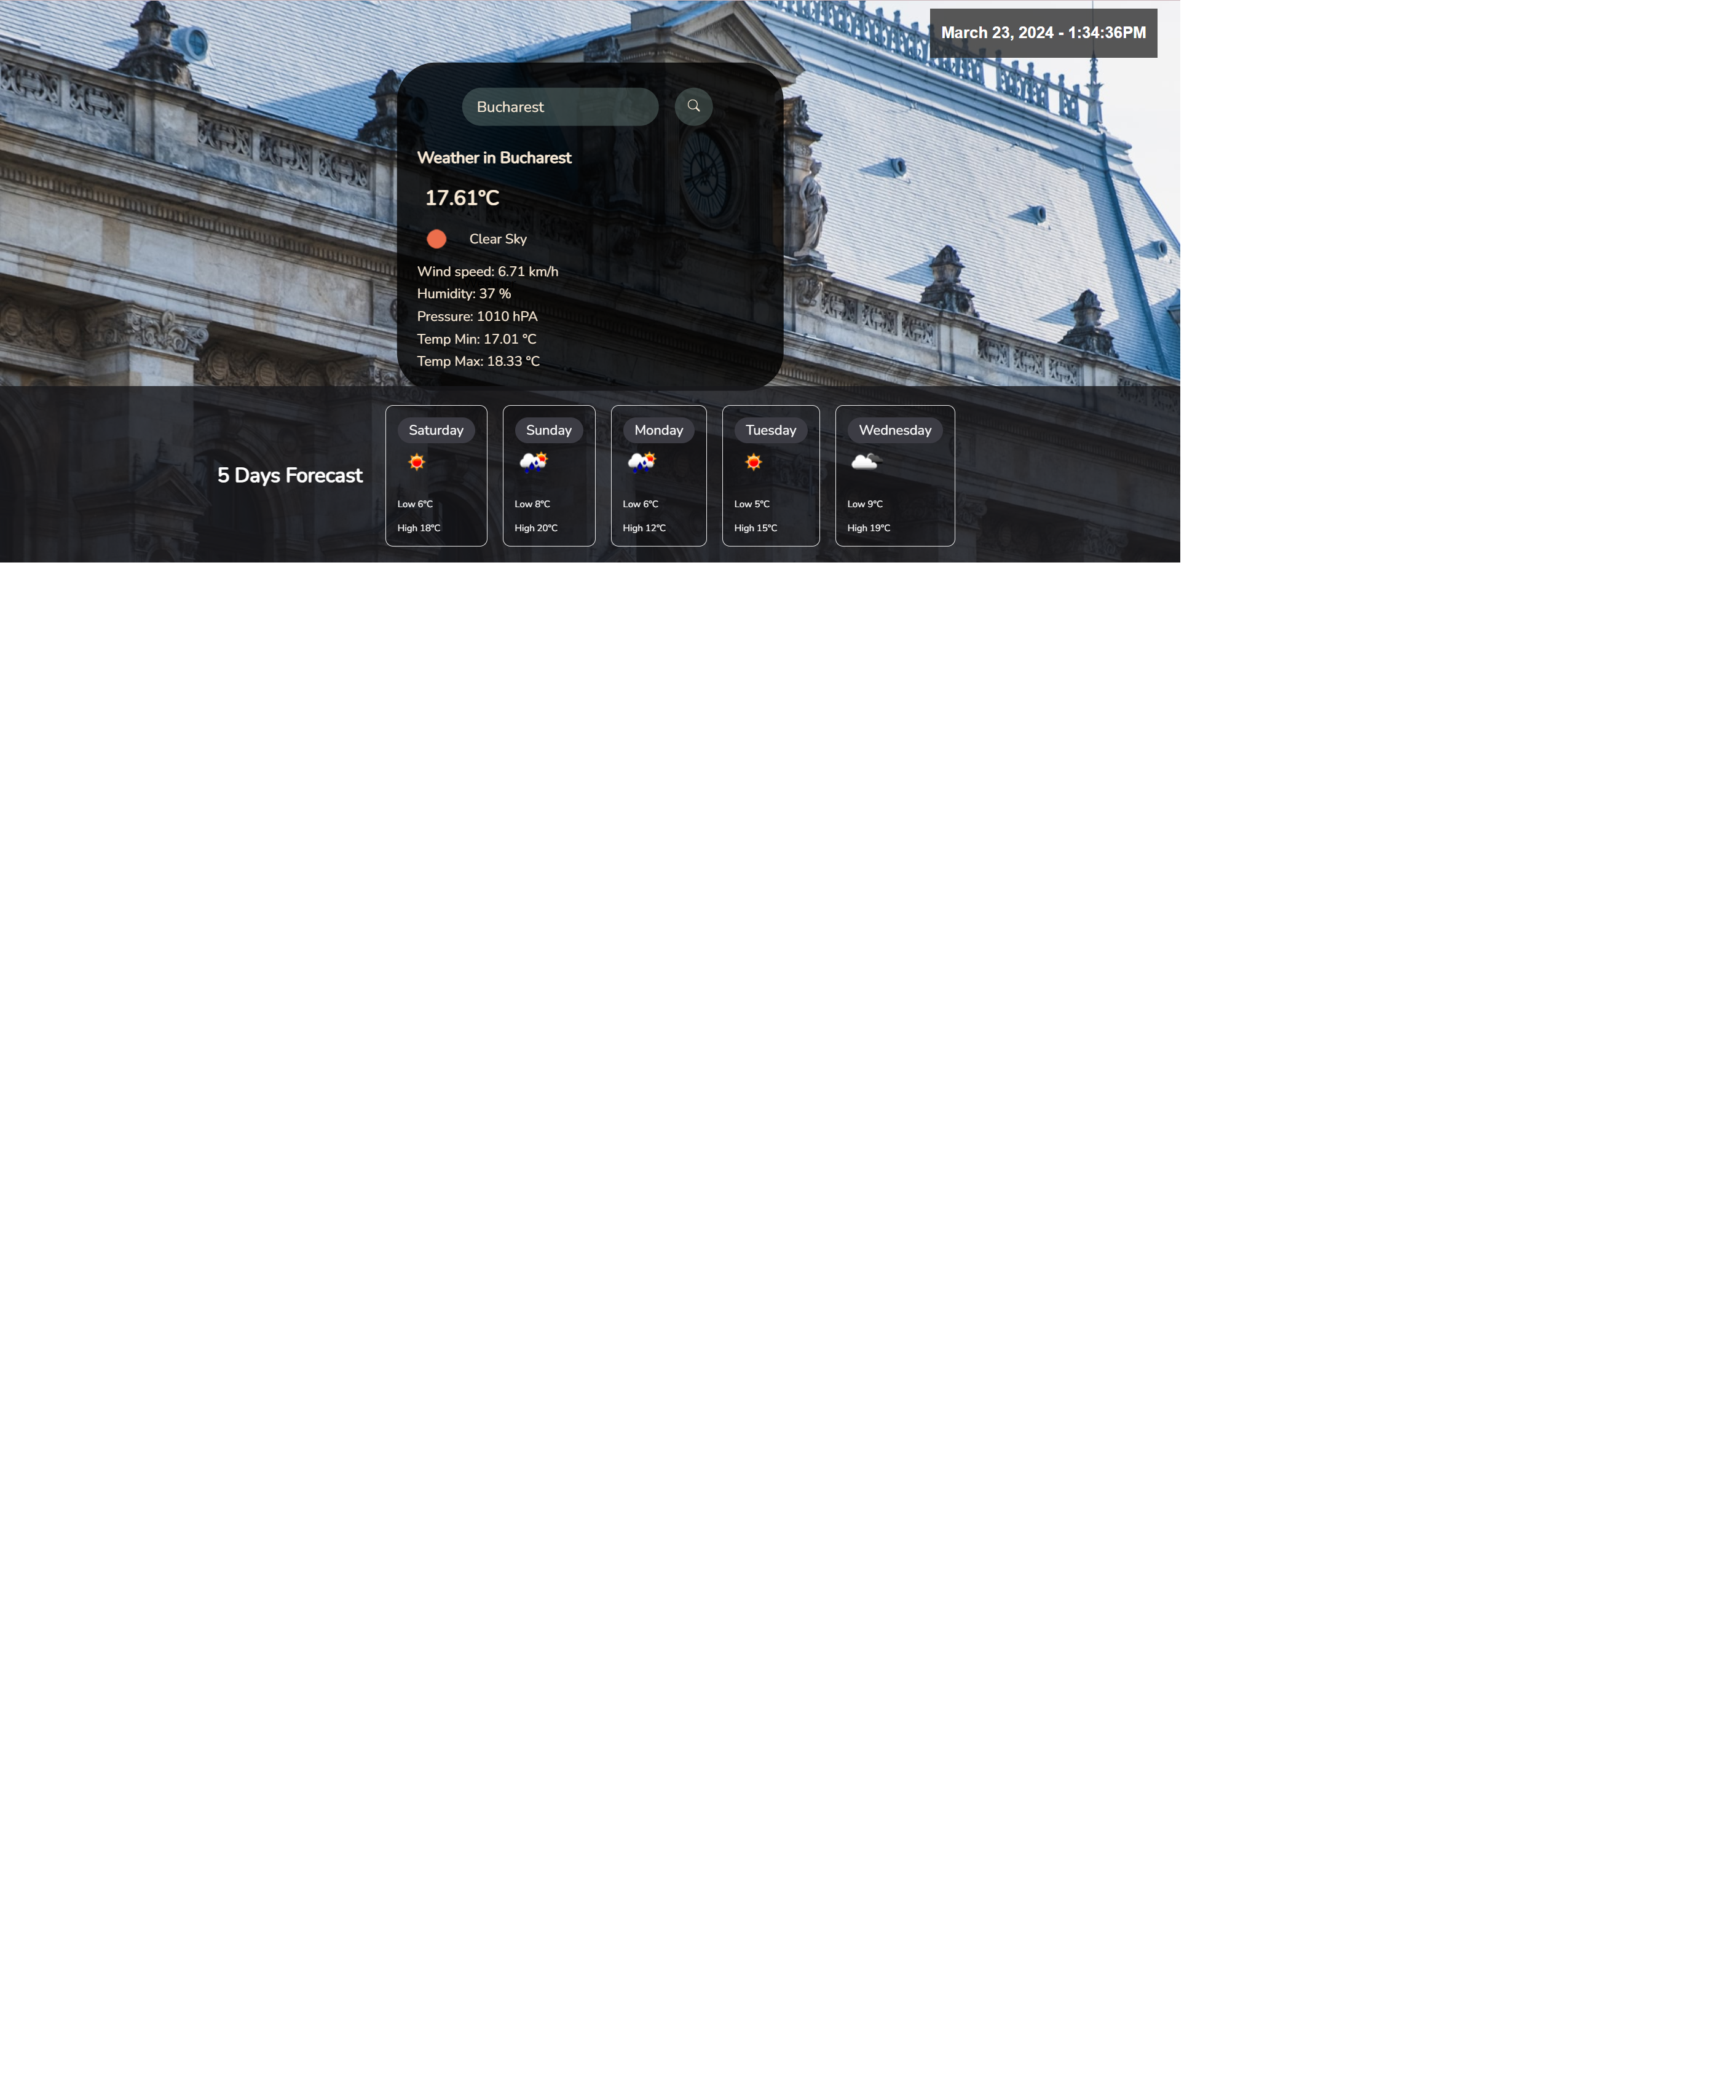 March 23, 2024 - 1:34:36PM
Bucharest
Weather in Bucharest
17.61°C
Clear Sky
Wind speed: 6.71 km/h
Humidity: 37 %
Pressure: 1010 hPA
Temp Min: 17.01 °C
Temp Max: 18.33 °C
5 Days Forecast
Saturday
Low 6°C
High 18°C
Sunday
Low 8°C
High 20°C
Monday
Low 6°C
High 12°C
Tuesday
Low 5°C
High 15°C
Wednesday
Low 9°C
High 19°C